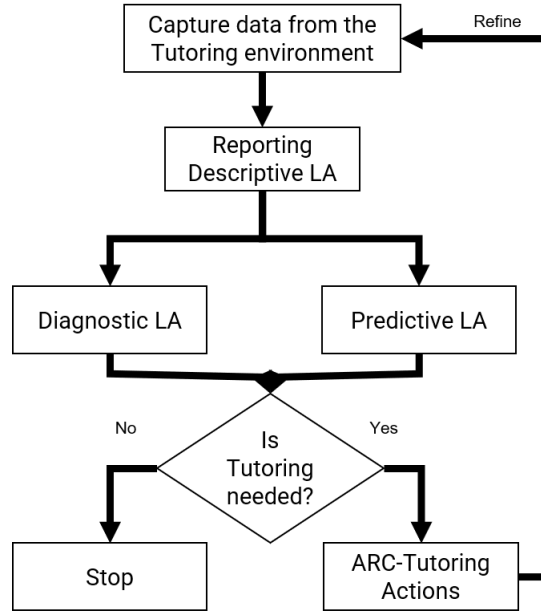 Capture data from the
Tutoring environment
Refine
Reporting
Descriptive LA
Diagnostic LA
Predictive LA
No
Is
Tutoring
needed?
Yes
Stop
ARC-Tutoring
Actions